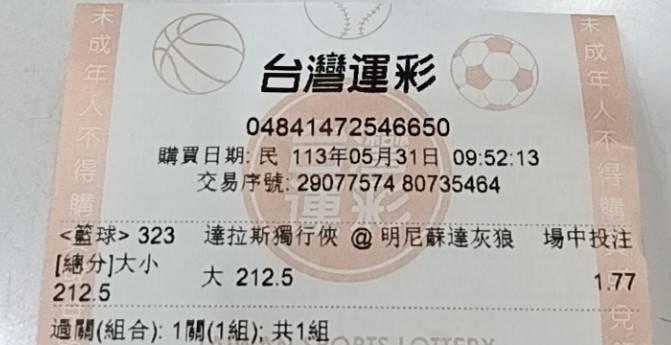 台灣運彩
04841472546650
購買日期: 民 113年05月31日 09:52:13
交易序號: 29077574 80735464
<籃球> 323 達拉斯獨行俠 @ 明尼蘇達灰狼 場中投注
[總分]大小 大 212.5 1.77
212.5
過關(組合): 1關(1組); 共1組
SPORTS LOTTERY
未成年人不得購
未成年人不得購